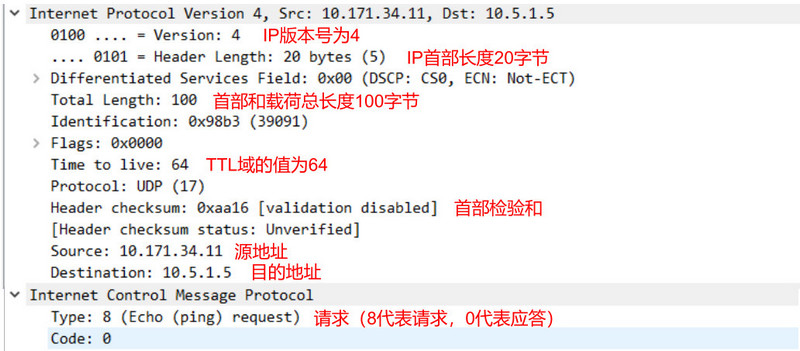 Internet Protocol Version 4, Src: 10.171.34.11, Dst: 10.5.1.5
0100 .... = Version: 4 IP版本号为4
.... 0101 = Header Length: 20 bytes (5) IP首部长度20字节
Differentiated Services Field: 0x00 (DSCP: CS0, ECN: Not-ECT)
Total Length: 100 首部和载荷总长度100字节
Identification: 0x98b3 (39091)
Flags: 0x0000
Time to live: 64 TTL域的值为64
Protocol: UDP (17)
Header checksum: 0xaa16 [validation disabled] 首部检验和
[Header checksum status: Unverified]
Source: 10.171.34.11 源地址
Destination: 10.5.1.5 目的地址
Internet Control Message Protocol
Type: 8 (Echo (ping) request) 请求（8代表请求，0代表应答）
Code: 0